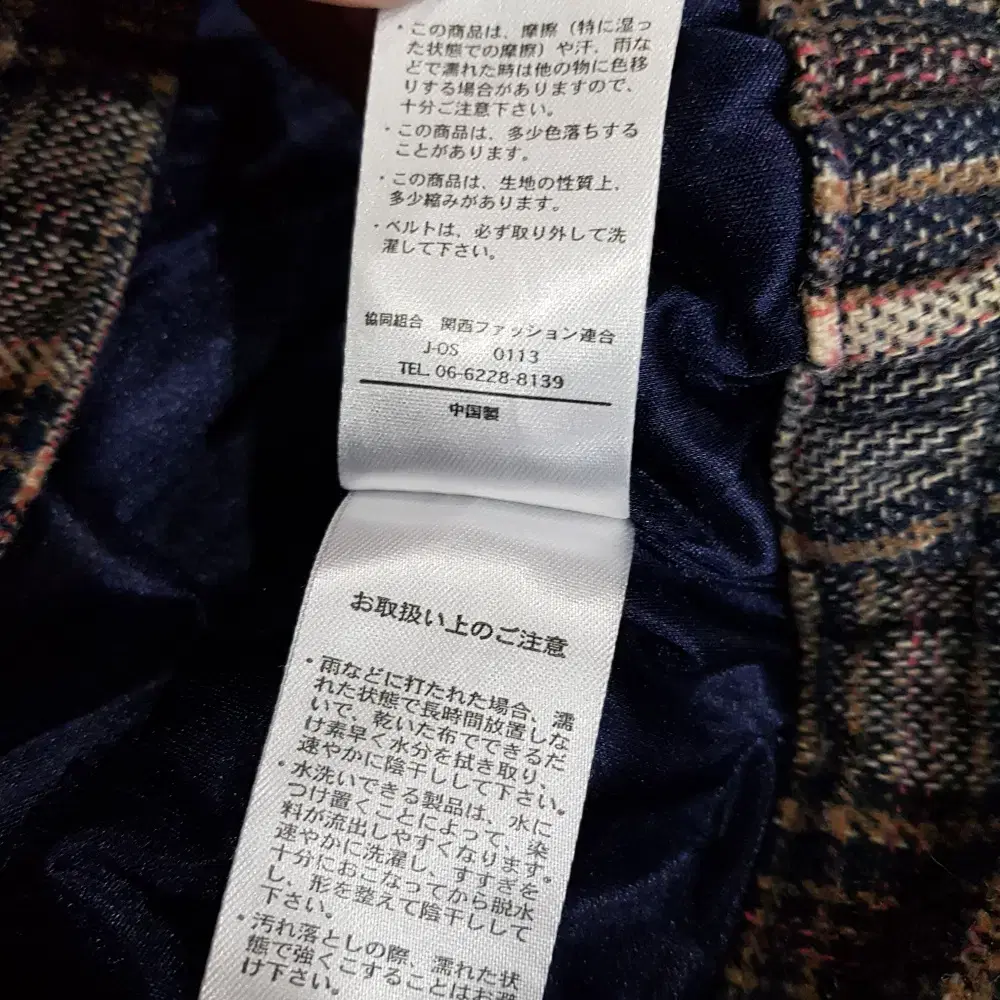 ・この商品は、摩擦（特に湿っ
た状態での摩擦）や汗、雨な
どで濡れた時は他の物に色移
りする場合がありますので、
十分ご注意下さい。
・この商品は、多少色落ちする
ことがあります。
・この商品は、生地の性質上、
多少縮みがあります。
・ベルトは、必ず取り外して洗
濯して下さい。
協同組合　関西ファッション連合
J-OS　0113
TEL. 06-6228-8139
中国製
お取扱い上のご注意
・雨などに打たれた場合、濡
れた状態で長時間放置しな
いで、乾いた布でできるだ
け素早く水分を拭き取り、
速やかに陰干しして下さい。
・水洗いできる製品は、水に
つけ置くことによって、染
料が流出しやすくなります。
速やかに洗濯し、すすぎを
十分におこなってから脱水
し、形を整えて陰干しして
下さい。
・汚れ落としの際、濡れた状
態で強くこすることはお避
け下さい。